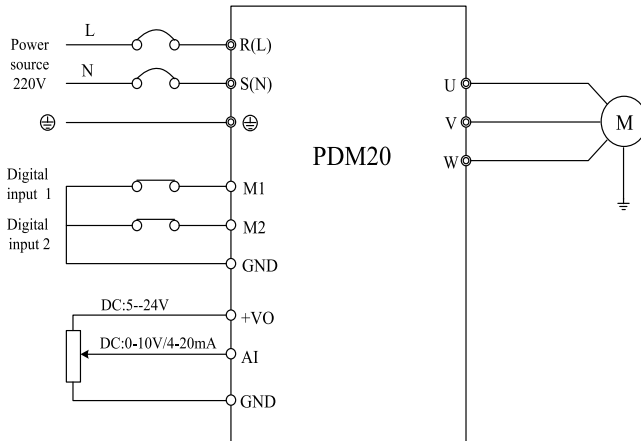 Power
source
220V
L
R(L)
N
S(N)
PDM20
U
V
W
M
Digital
input 1
M1
Digital
input 2
M2
GND
DC:5--24V
+VO
DC:0-10V/4-20mA
AI
GND